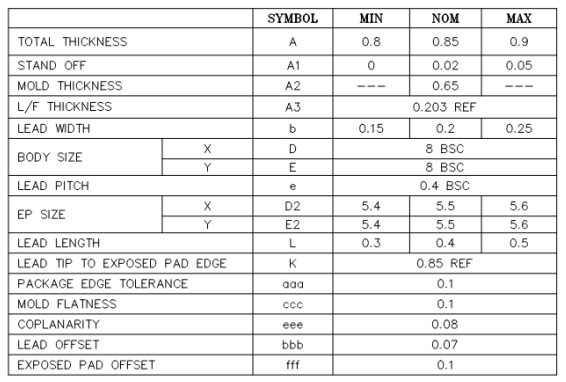 SYMBOL MIN NOM MAX
TOTAL THICKNESS A 0.8 0.85 0.9
STAND OFF A1 0 0.02 0.05
MOLD THICKNESS A2 --- 0.65 ---
L/F THICKNESS A3 0.203 REF
LEAD WIDTH b 0.15 0.2 0.25
BODY SIZE X D 8 BSC
Y E 8 BSC
LEAD PITCH e 0.4 BSC
EP SIZE X D2 5.4 5.5 5.6
Y E2 5.4 5.5 5.6
LEAD LENGTH L 0.3 0.4 0.5
LEAD TIP TO EXPOSED PAD EDGE K 0.85 REF
PACKAGE EDGE TOLERANCE aaa 0.1
MOLD FLATNESS ccc 0.1
COPLANARITY eee 0.08
LEAD OFFSET bbb 0.07
EXPOSED PAD OFFSET fff 0.1